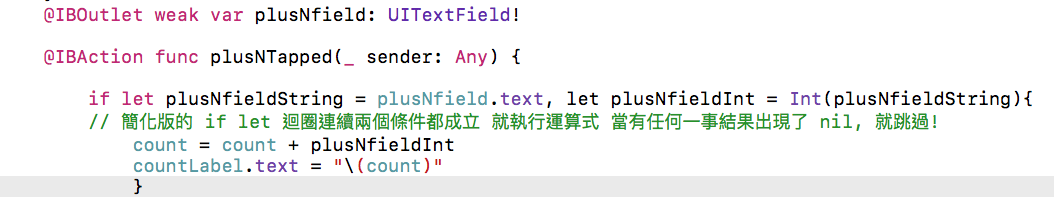 @IBOutlet weak var plusNfield: UITextField!
@IBAction func plusNTapped(_ sender: Any) {
if let plusNfieldString = plusNfield.text, let plusNfieldInt = Int(plusNfieldString){
// 簡化版的 if let 迴圈連續兩個條件都成立 就執行運算式 當有任何一事結果出現了 nil, 就跳過!
count = count + plusNfieldInt
countLabel.text = "\(count)"
}